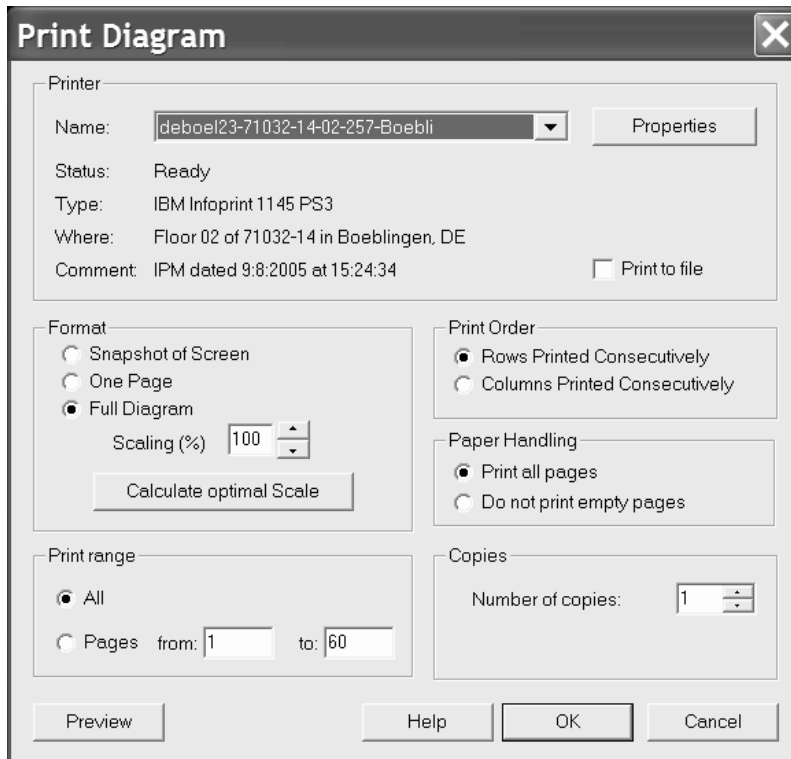 Print Diagram
Printer
Name: deboel23-71032-14-02-257-Boebli Properties
Status: Ready
Type: IBM Infoprint 1145 PS3
Where: Floor 02 of 71032-14 in Boeblingen, DE
Comment: IPM dated 9:8:2005 at 15:24:34 Print to file
Format
Snapshot of Screen
One Page
Full Diagram
Scaling (%) 100
Calculate optimal Scale
Print Order
Rows Printed Consecutively
Columns Printed Consecutively
Paper Handling
Print all pages
Do not print empty pages
Print range
All
Pages from: 1 to: 60
Copies
Number of copies: 1
Preview Help OK Cancel